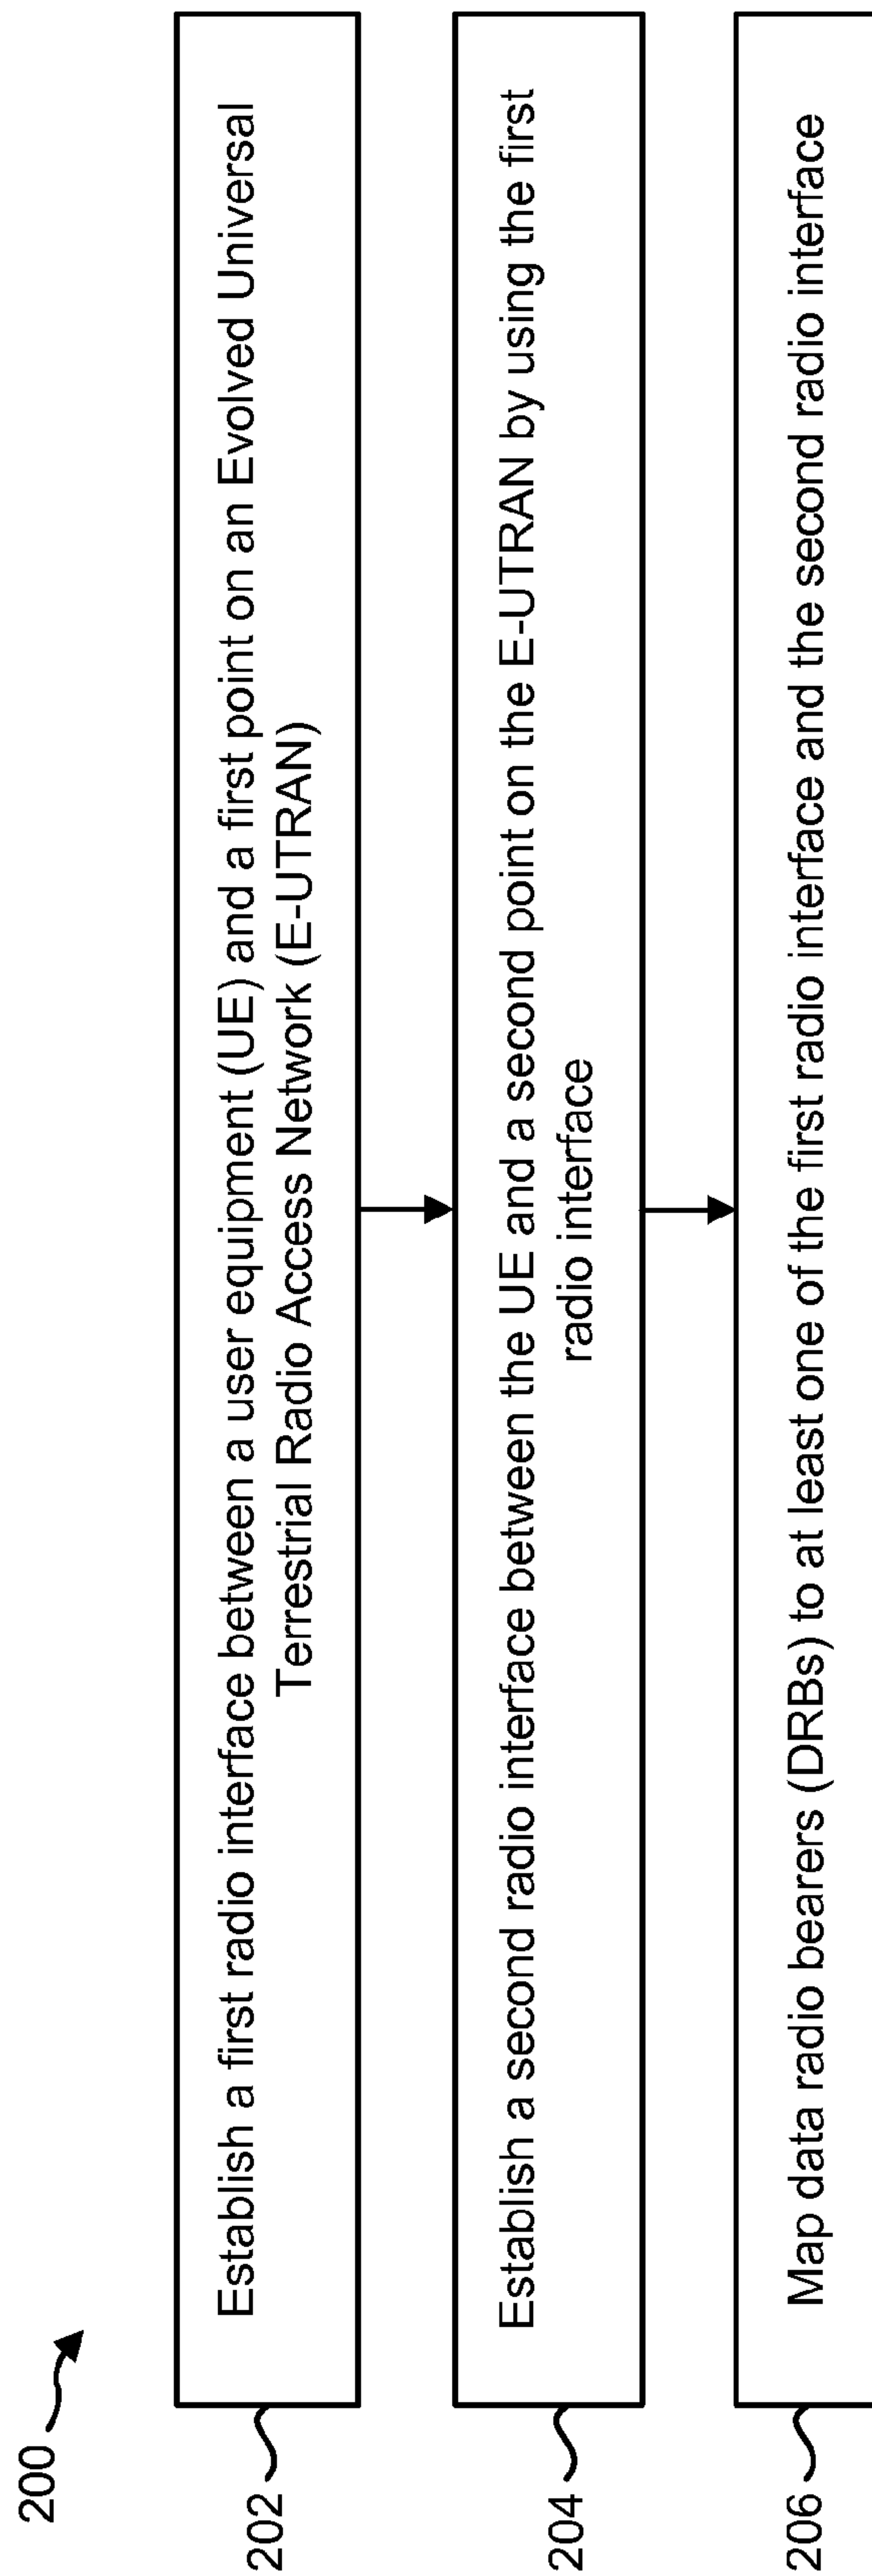 200
202
Establish a first radio interface between a user equipment (UE) and a first point on an Evolved Universal
Terrestrial Radio Access Network (E-UTRAN)
204
Establish a second radio interface between the UE and a second point on the E-UTRAN by using the first
radio interface
206
Map data radio bearers (DRBs) to at least one of the first radio interface and the second radio interface